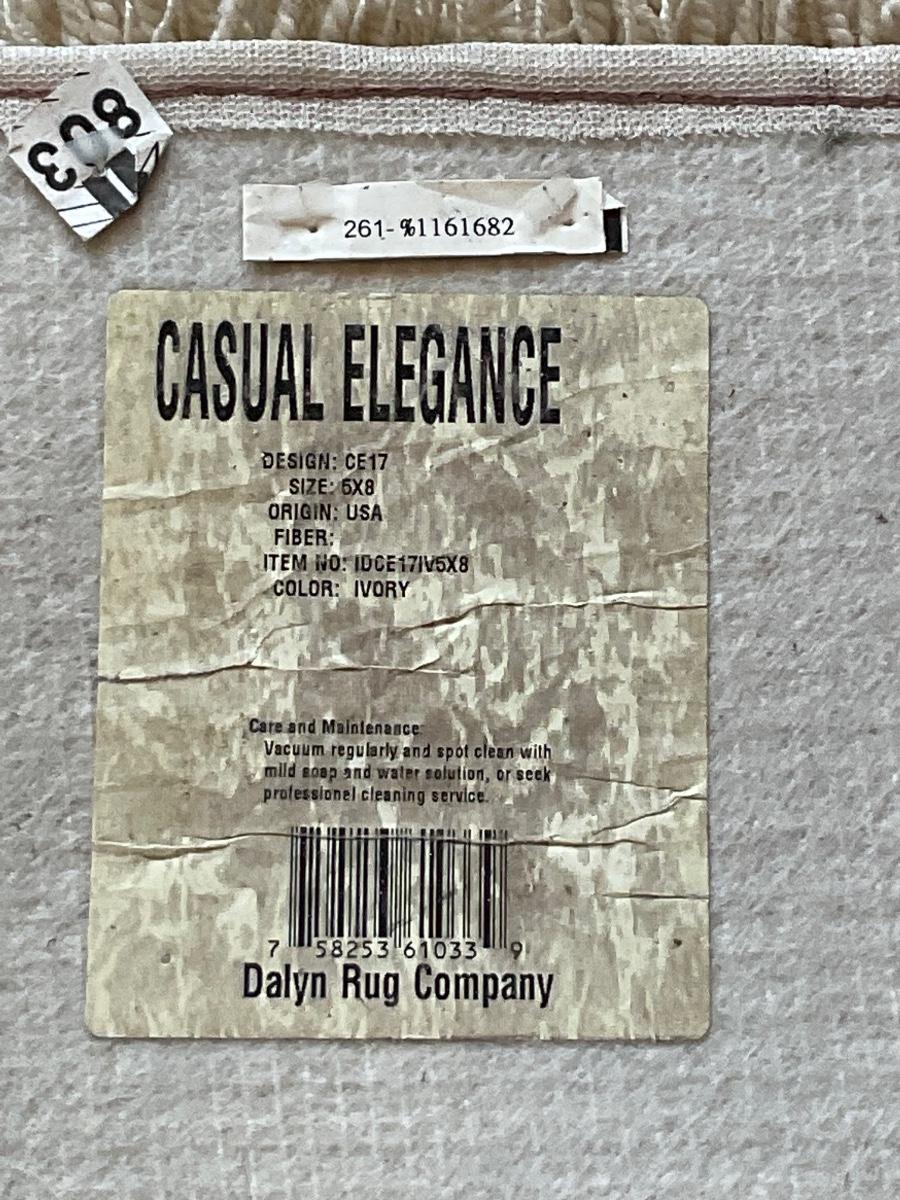 803
261-%1161682
CASUAL ELEGANCE
DESIGN: CE17
SIZE: 5X8
ORIGIN: USA
FIBER:
ITEM NO: IDCE17IV5X8
COLOR: IVORY
Care and Maintenance:
Vacuum regularly and spot clean with
mild soap and water solution, or seek
professional cleaning service.
7 58253 61033 9
Dalyn Rug Company